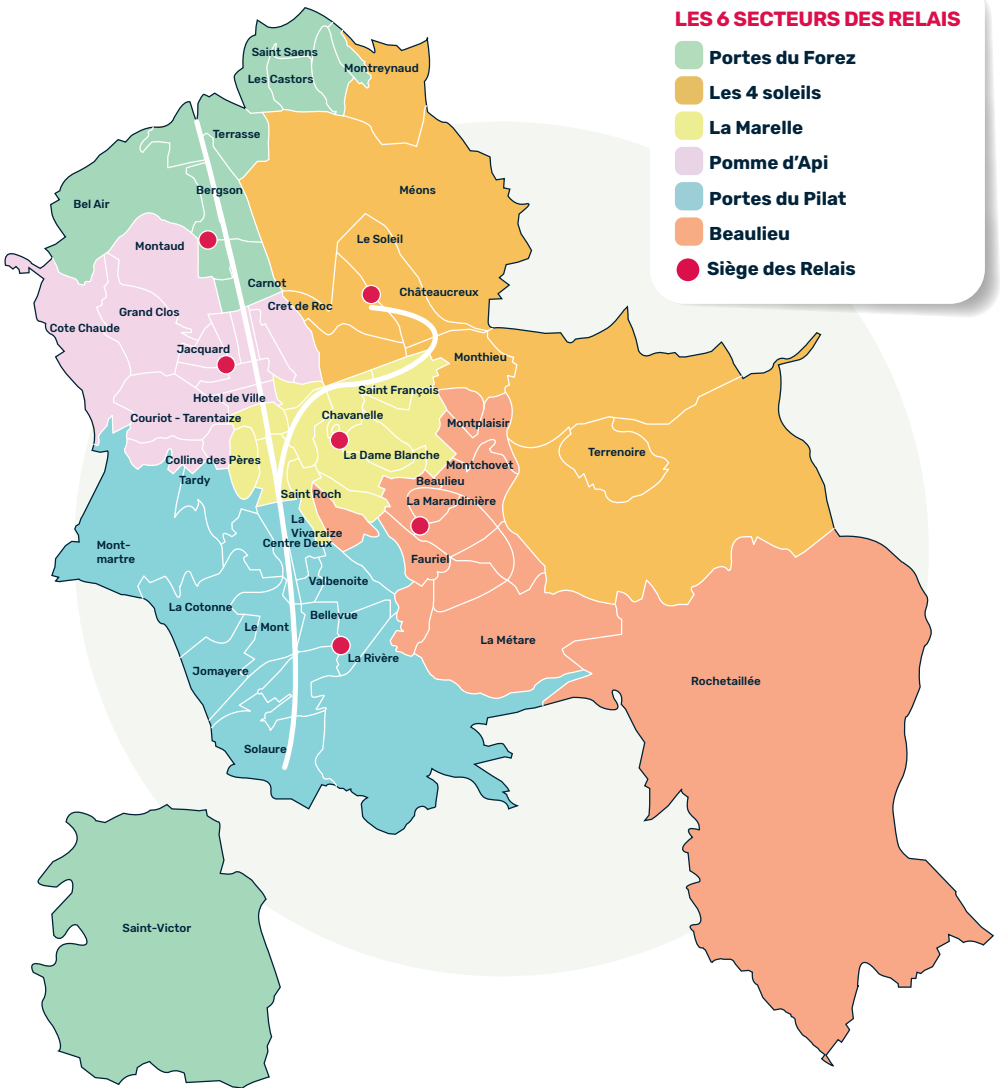 LES 6 SECTEURS DES RELAIS
Portes du Forez
Les 4 soleils
La Marelle
Pomme d’Api
Portes du Pilat
Beaulieu
Siège des Relais
Saint Saens
Montreynaud
Les Castors
Terrasse
Bergson
Méons
Bel Air
Montaud
Le Soleil
Carnot
Châteaucreux
Cret de Roc
Grand Clos
Cote Chaude
Jacquard
Monthieu
Saint François
Hotel de Ville
Couriot - Tarentaize
Chavanelle
Montplaisir
La Dame Blanche
Terrenoire
Colline des Pères
Montchovet
Tardy
Beaulieu
Saint Roch
La Marandinière
La
Vivaraize
Centre Deux
Mont-
martre
Fauriel
Valbenoite
La Cotonne
Bellevue
Le Mont
La Métare
La Rivère
Jomayere
Rochetaillée
Solaure
Saint-Victor